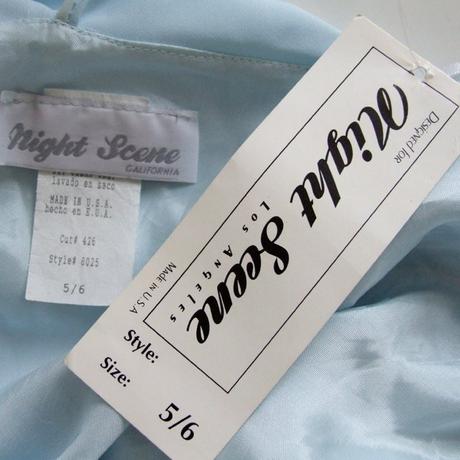 Night Scene
CALIFORNIA
lavado en seco
MADE IN U.S.A.
hecho en E.U.A.
Cut# 426
Style# 8025
5/6
DESIGNED FOR
Night Scene
LOS ANGELES
MADE IN U.S.A
Style:
Size:
5/6